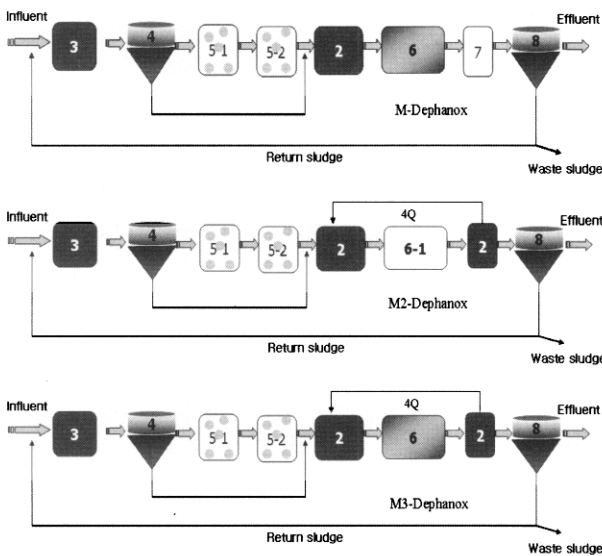 Influent
Effluent
3
4
5-1
5-2
2
6
7
8
M-Dephanox
Return sludge
Waste sludge
Influent
4Q
Effluent
3
4
5-1
5-2
2
6-1
2
8
M2-Dephanox
Return sludge
Waste sludge
Influent
4Q
Effluent
3
4
5-1
5-2
2
6
2
8
M3-Dephanox
Return sludge
Waste sludge